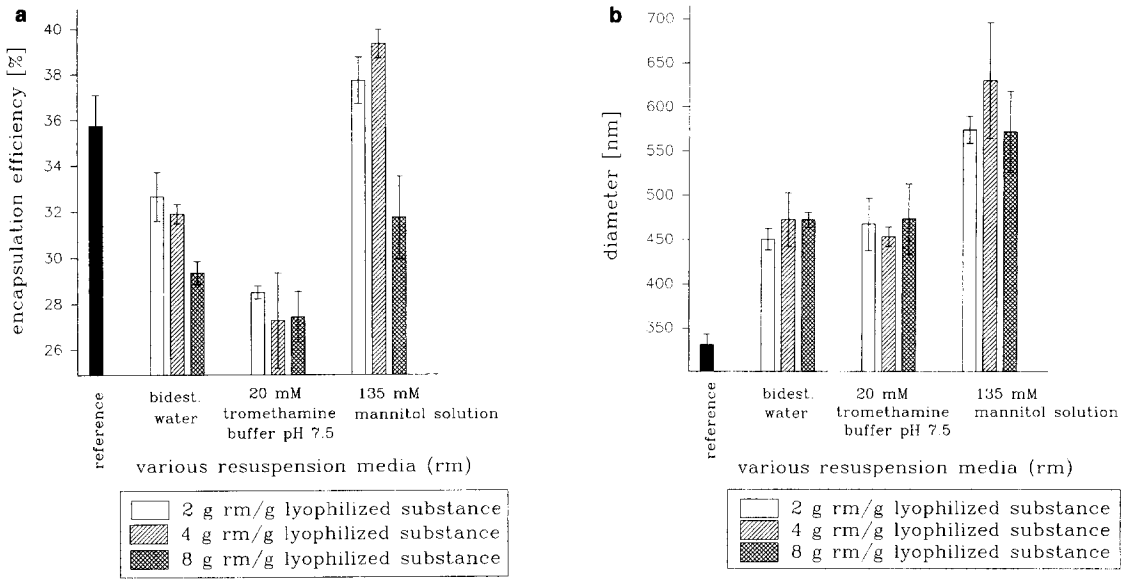 a
encapsulation efficiency [%]
40
38
36
34
32
30
28
26
reference
bidest.
water
20 mM
tromethamine
buffer pH 7.5
135 mM
mannitol solution
various resuspension media (rm)
2 g rm/g lyophilized substance
4 g rm/g lyophilized substance
8 g rm/g lyophilized substance
b
diameter [nm]
700
650
600
550
500
450
400
350
reference
bidest.
water
20 mM
tromethamine
buffer pH 7.5
135 mM
mannitol solution
various resuspension media (rm)
2 g rm/g lyophilized substance
4 g rm/g lyophilized substance
8 g rm/g lyophilized substance